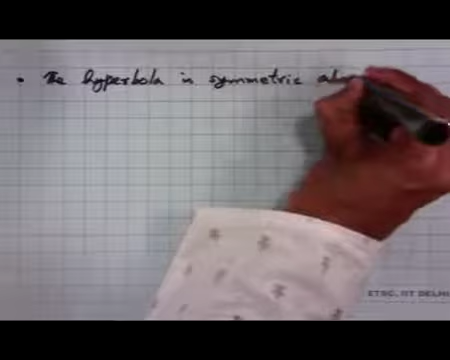 • The hyperbola is symmetric
ETSC, IIT DELHI